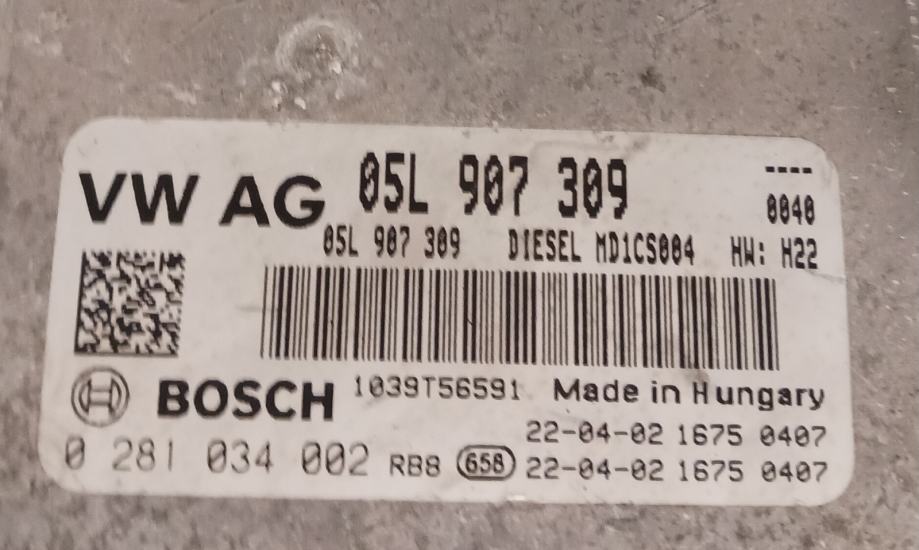 VW AG 05L 907 309 ----
0040
05L 907 309 DIESEL MD1CS004 HW: H22
BOSCH 1039T56591 Made in Hungary
22-04-02 1675 0407
0 281 034 002 RB8 658 22-04-02 1675 0407